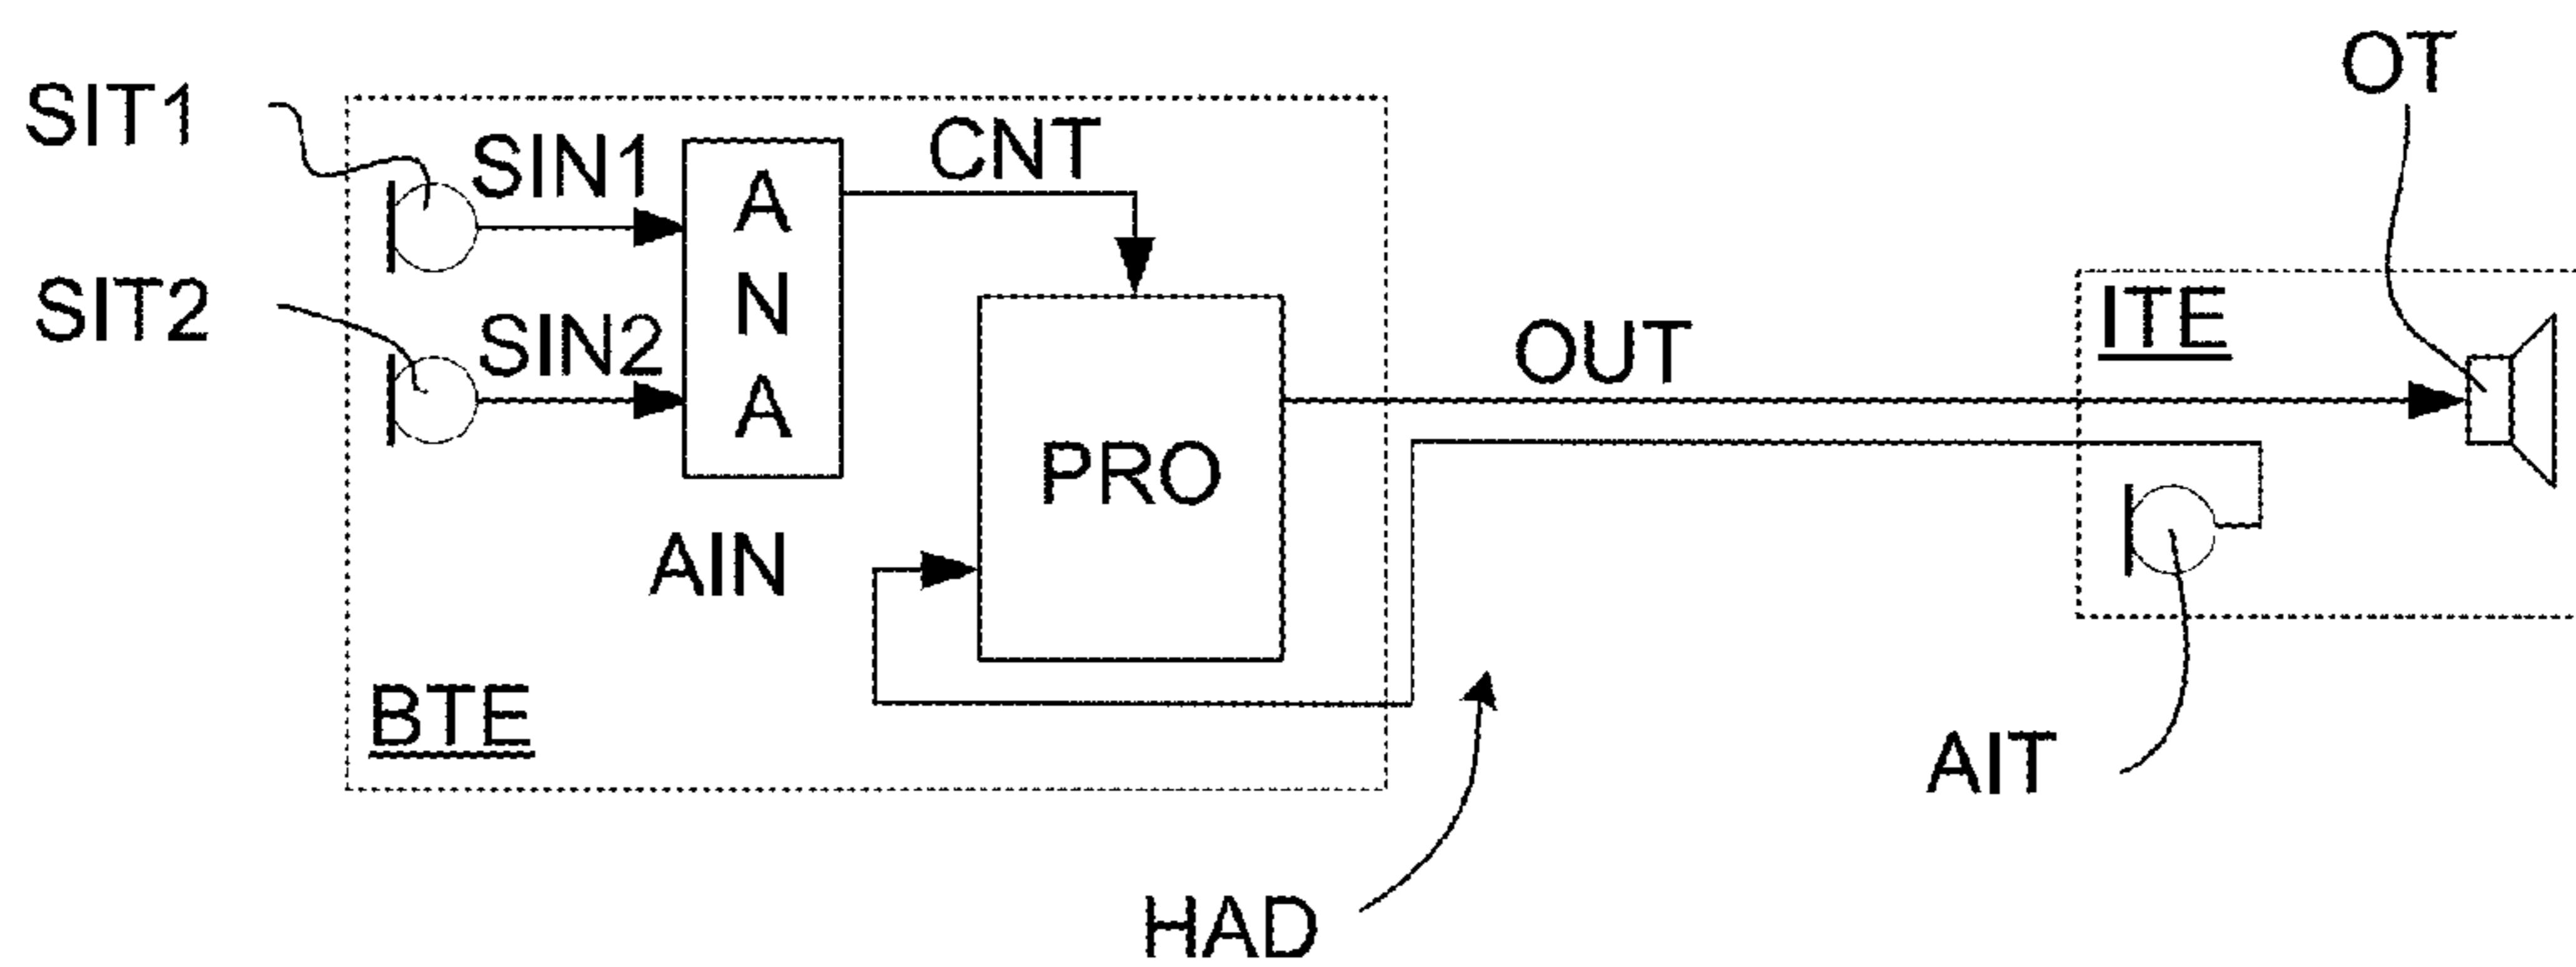 OT
SIT1
SIN1
A
N
A
CNT
SIT2
SIN2
ITE
OUT
PRO
AIN
BTE
AIT
HAD